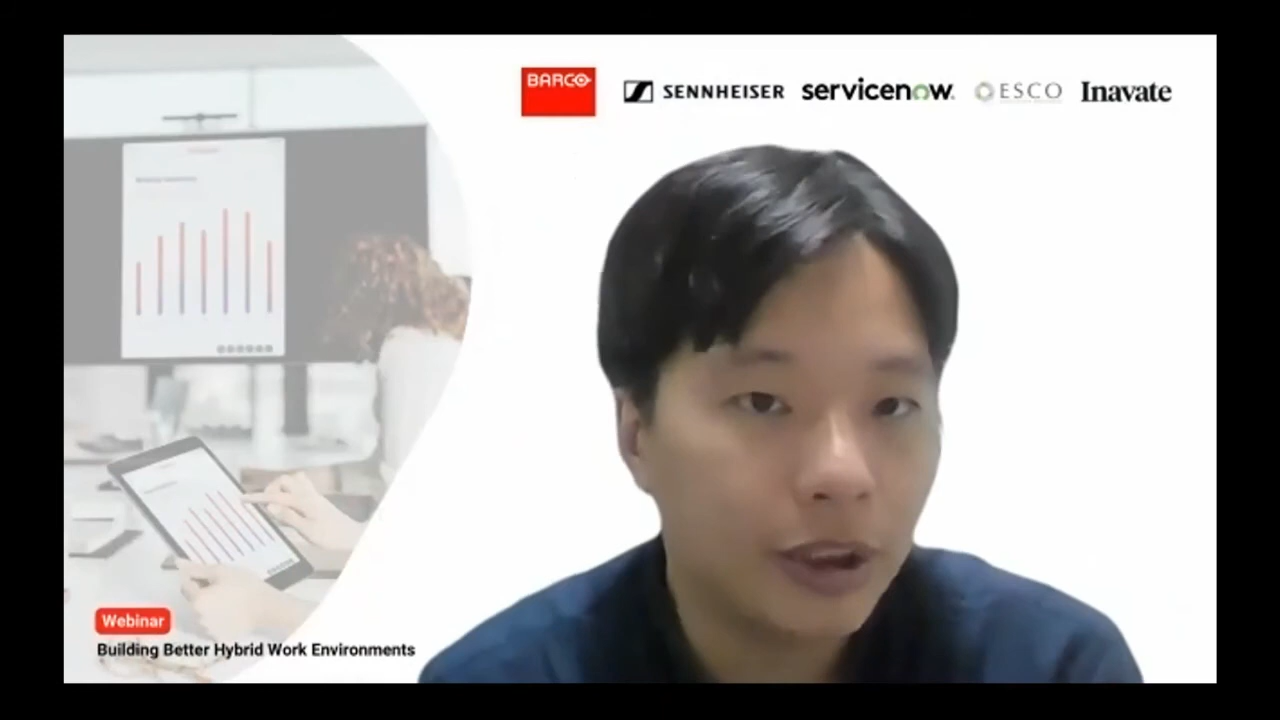 BARCO
SENNHEISER
servicenow
ESCO
Inavate
Webinar
Building Better Hybrid Work Environments